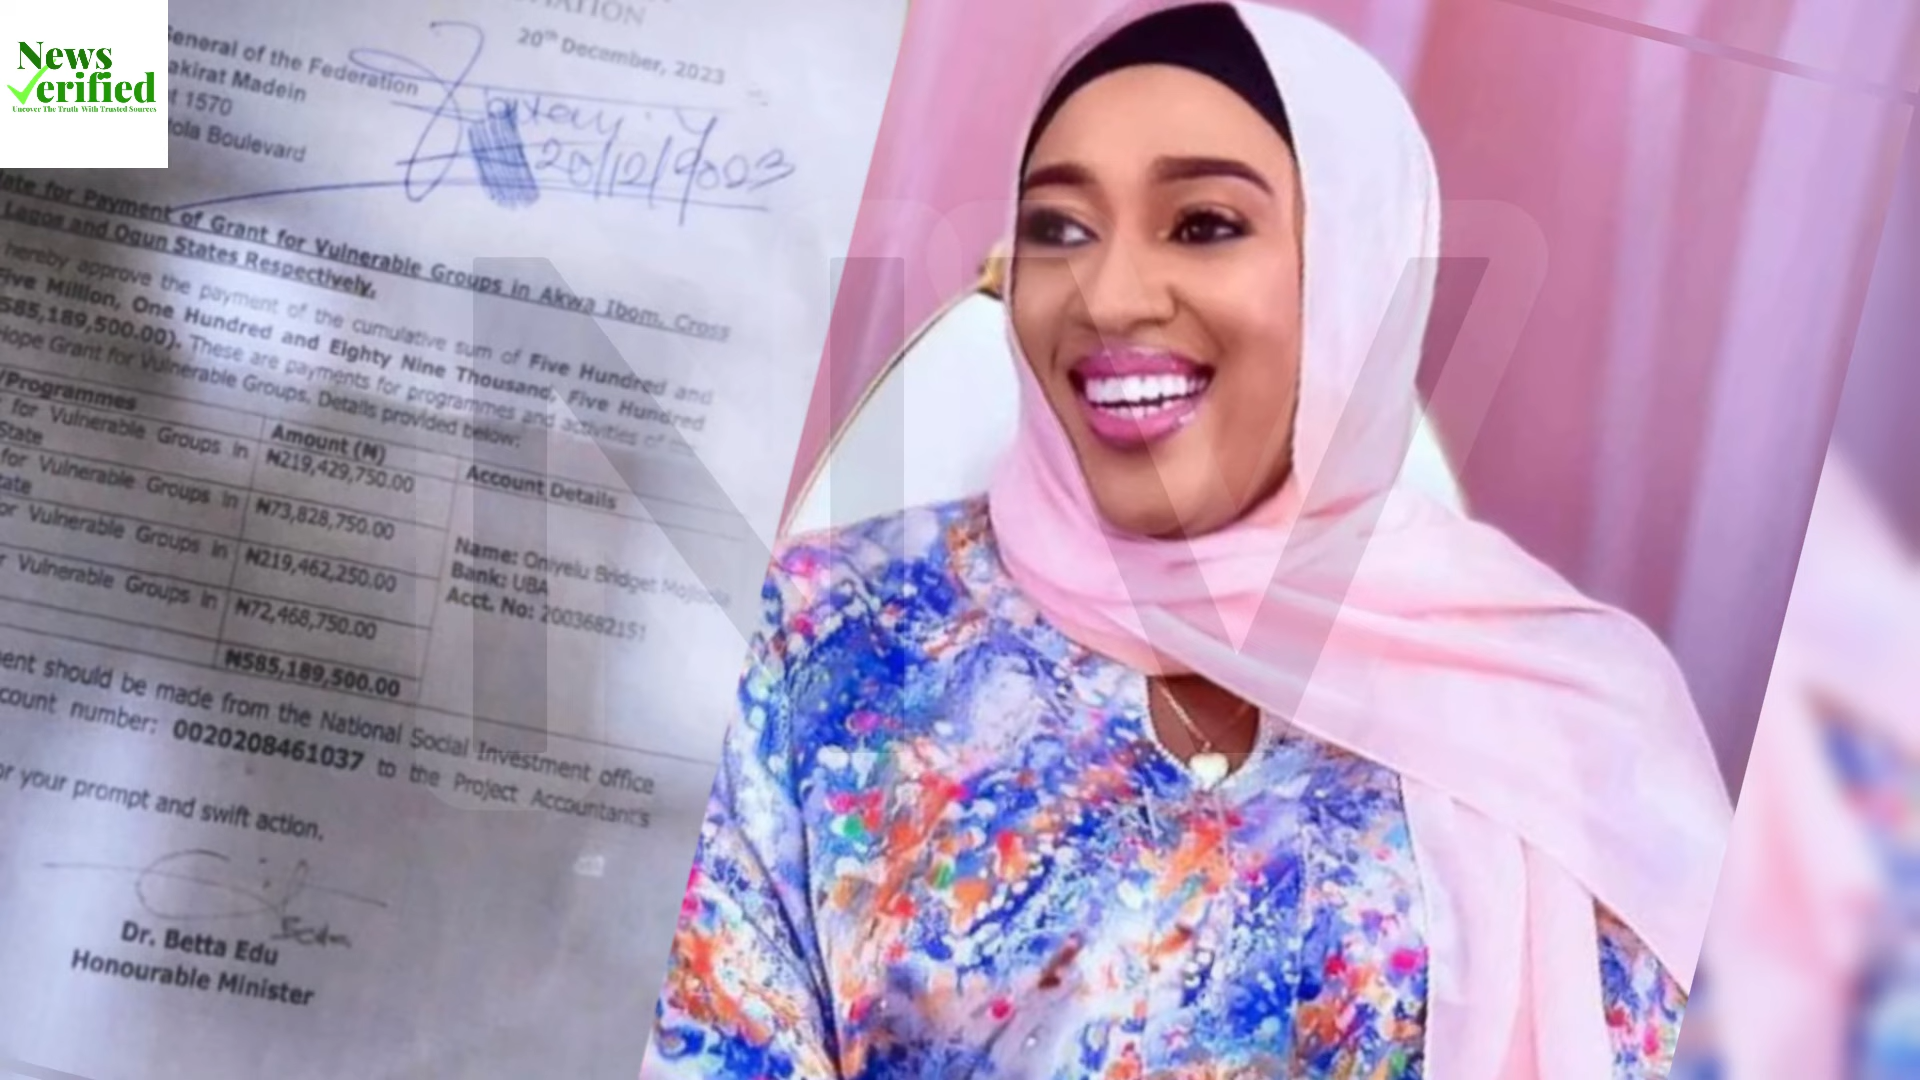 News
Verified
Uncover The Truth With Trusted Sources
NATION
20th December, 2023
General of the Federation
akirat Madein
t 1570
ola Boulevard
20/12/2023
ate for Payment of Grant for Vulnerable Groups in Akwa Ibom, Cross
Lagos and Ogun States Respectively.
hereby approve the payment of the cumulative sum of Five Hundred and
Five Million, One Hundred and Eighty Nine Thousand, Five Hundred
585,189,500.00). These are payments for programmes and activities of
Hope Grant for Vulnerable Groups. Details provided below:
/Programmes
Amount (₦)
Account Details
for Vulnerable Groups in
State
₦219,429,750.00
for Vulnerable Groups in
tate
₦73,828,750.00
or Vulnerable Groups in
₦219,462,250.00
r Vulnerable Groups in
₦72,468,750.00
Name: Oniyelu Bridget Mojisola
Bank: UBA
Acct. No: 2003682151
₦585,189,500.00
ent should be made from the National Social Investment office
count number: 0020208461037 to the Project Accountant's
or your prompt and swift action.
Dr. Betta Edu
Honourable Minister
NV